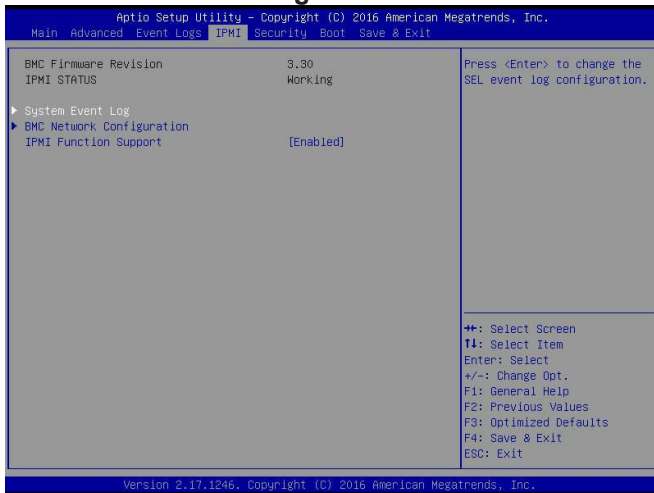 Aptio Setup Utility – Copyright (C) 2016 American Megatrends, Inc.
Main Advanced Event Logs IPMI Security Boot Save & Exit
BMC Firmware Revision 3.30
IPMI STATUS Working
▶ System Event Log
▶ BMC Network Configuration
IPMI Function Support [Enabled]
Press <Enter> to change the
SEL event log configuration.
→←: Select Screen
↑↓: Select Item
Enter: Select
+/-: Change Opt.
F1: General Help
F2: Previous Values
F3: Optimized Defaults
F4: Save & Exit
ESC: Exit
Version 2.17.1246. Copyright (C) 2016 American Megatrends, Inc.